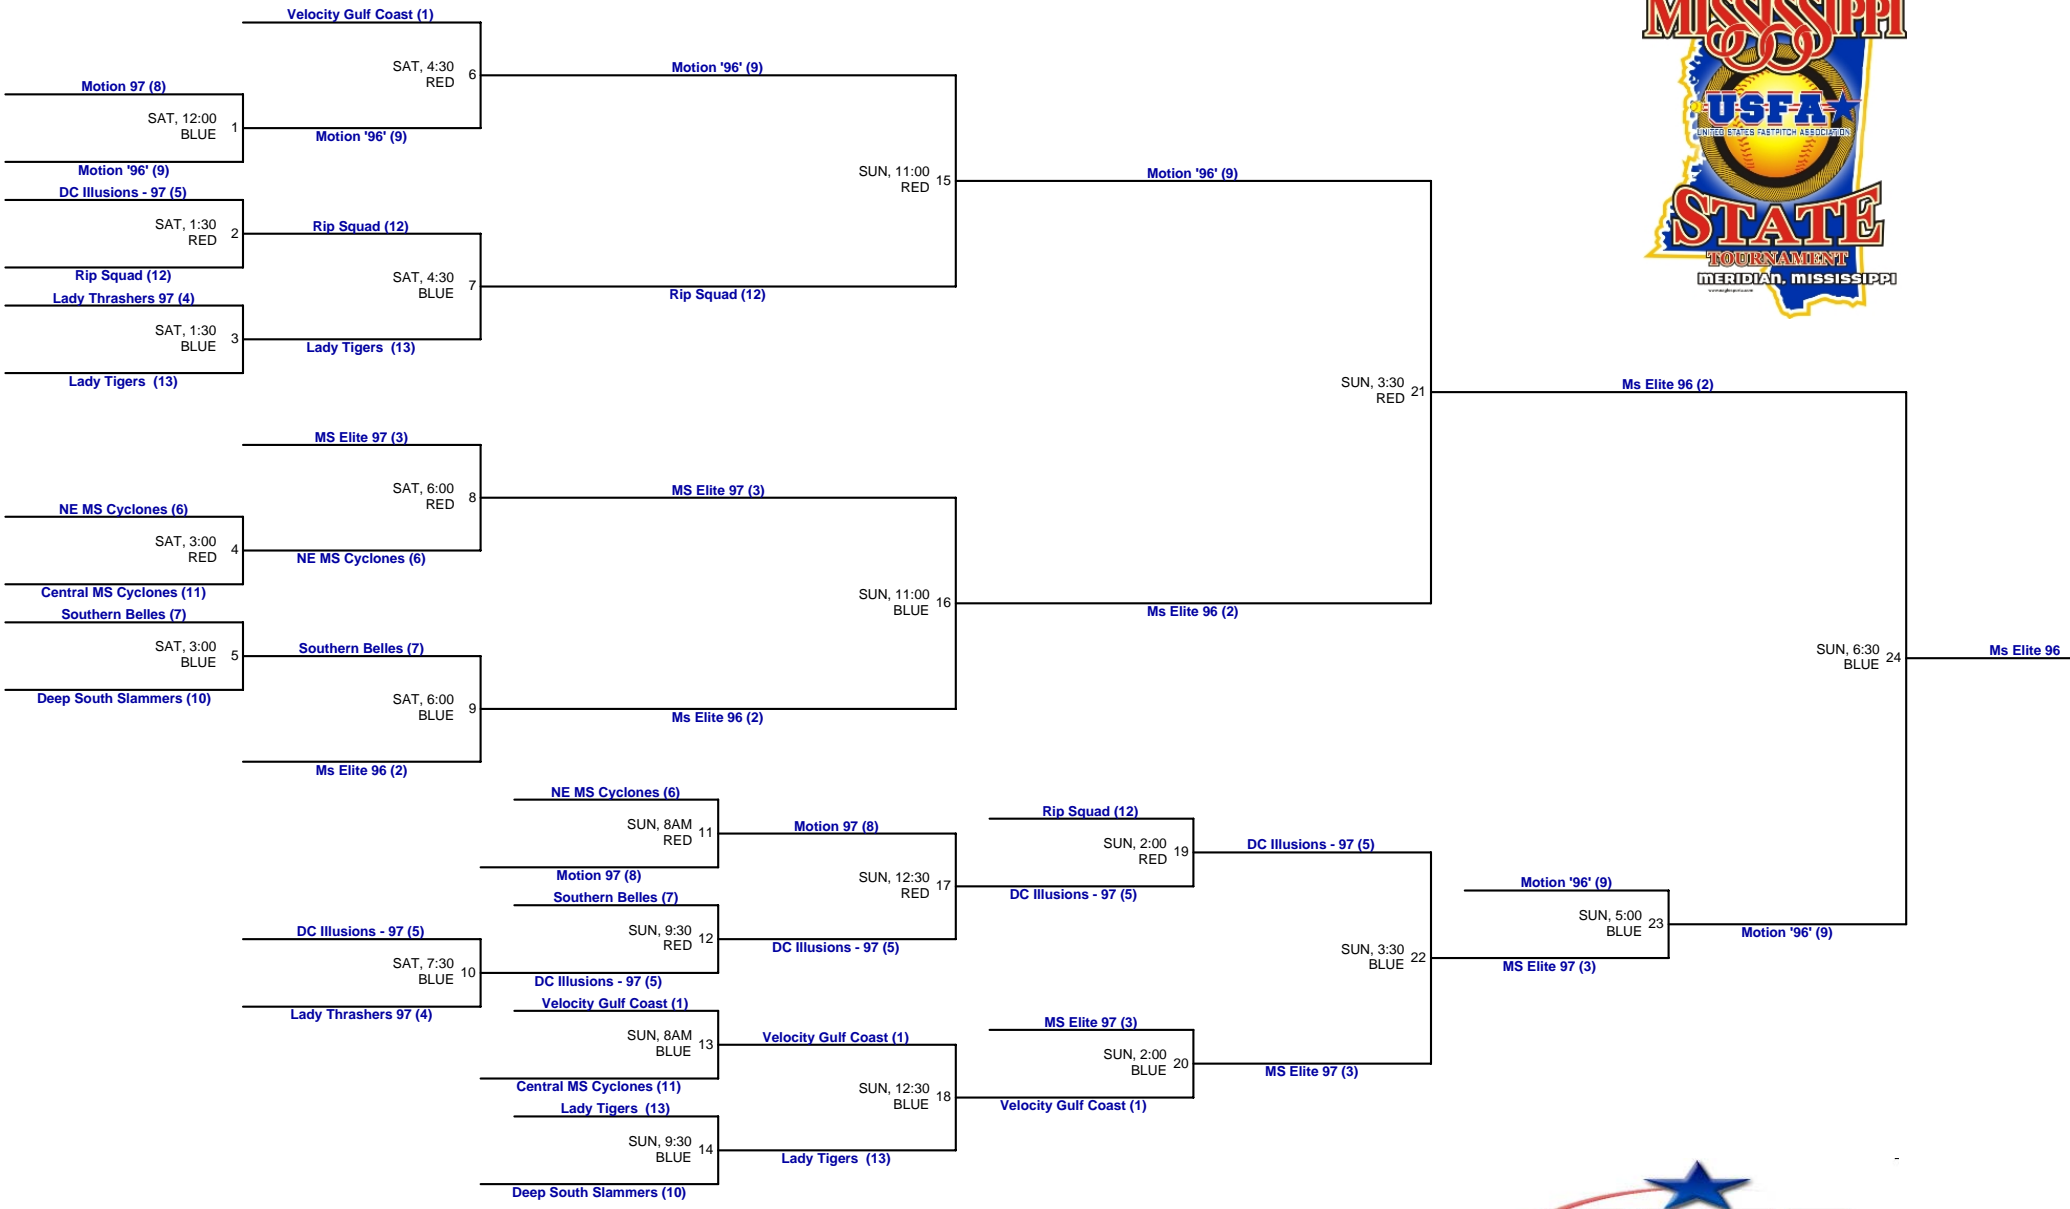 Velocity Gulf Coast (1)
SAT, 4:30
RED
6
Motion '96' (9)
Motion 97 (8)
SAT, 12:00
BLUE
1
Motion '96' (9)
Motion '96' (9)
DC Illusions - 97 (5)
SAT, 1:30
RED
2
Rip Squad (12)
Rip Squad (12)
SAT, 4:30
BLUE
7
Rip Squad (12)
Lady Thrashers 97 (4)
SAT, 1:30
BLUE
3
Lady Tigers (13)
Lady Tigers (13)
SUN, 11:00
RED
15
Motion '96' (9)
MS Elite 97 (3)
SAT, 6:00
RED
8
MS Elite 97 (3)
NE MS Cyclones (6)
SAT, 3:00
RED
4
NE MS Cyclones (6)
Central MS Cyclones (11)
Southern Belles (7)
SAT, 3:00
BLUE
5
Southern Belles (7)
Deep South Slammers (10)
SAT, 6:00
BLUE
9
Ms Elite 96 (2)
Ms Elite 96 (2)
SUN, 11:00
BLUE
16
Ms Elite 96 (2)
SUN, 3:30
RED
21
Ms Elite 96 (2)
SUN, 6:30
BLUE
24
Ms Elite 96
NE MS Cyclones (6)
SUN, 8AM
RED
11
Motion 97 (8)
Motion 97 (8)
SUN, 12:30
RED
17
Southern Belles (7)
SUN, 9:30
RED
12
DC Illusions - 97 (5)
DC Illusions - 97 (5)
SAT, 7:30
BLUE
10
DC Illusions - 97 (5)
Lady Thrashers 97 (4)
Velocity Gulf Coast (1)
SUN, 8AM
BLUE
13
Velocity Gulf Coast (1)
Central MS Cyclones (11)
SUN, 12:30
BLUE
18
Lady Tigers (13)
SUN, 9:30
BLUE
14
Lady Tigers (13)
Deep South Slammers (10)
Rip Squad (12)
SUN, 2:00
RED
19
DC Illusions - 97 (5)
DC Illusions - 97 (5)
SUN, 3:30
BLUE
22
MS Elite 97 (3)
SUN, 2:00
BLUE
20
MS Elite 97 (3)
Velocity Gulf Coast (1)
Motion '96' (9)
SUN, 5:00
BLUE
23
Motion '96' (9)
MS Elite 97 (3)
MISSISSIPPI
USFA
UNITED STATES FASTPITCH ASSOCIATION
STATE
TOURNAMENT
MERIDIAN, MISSISSIPPI
-